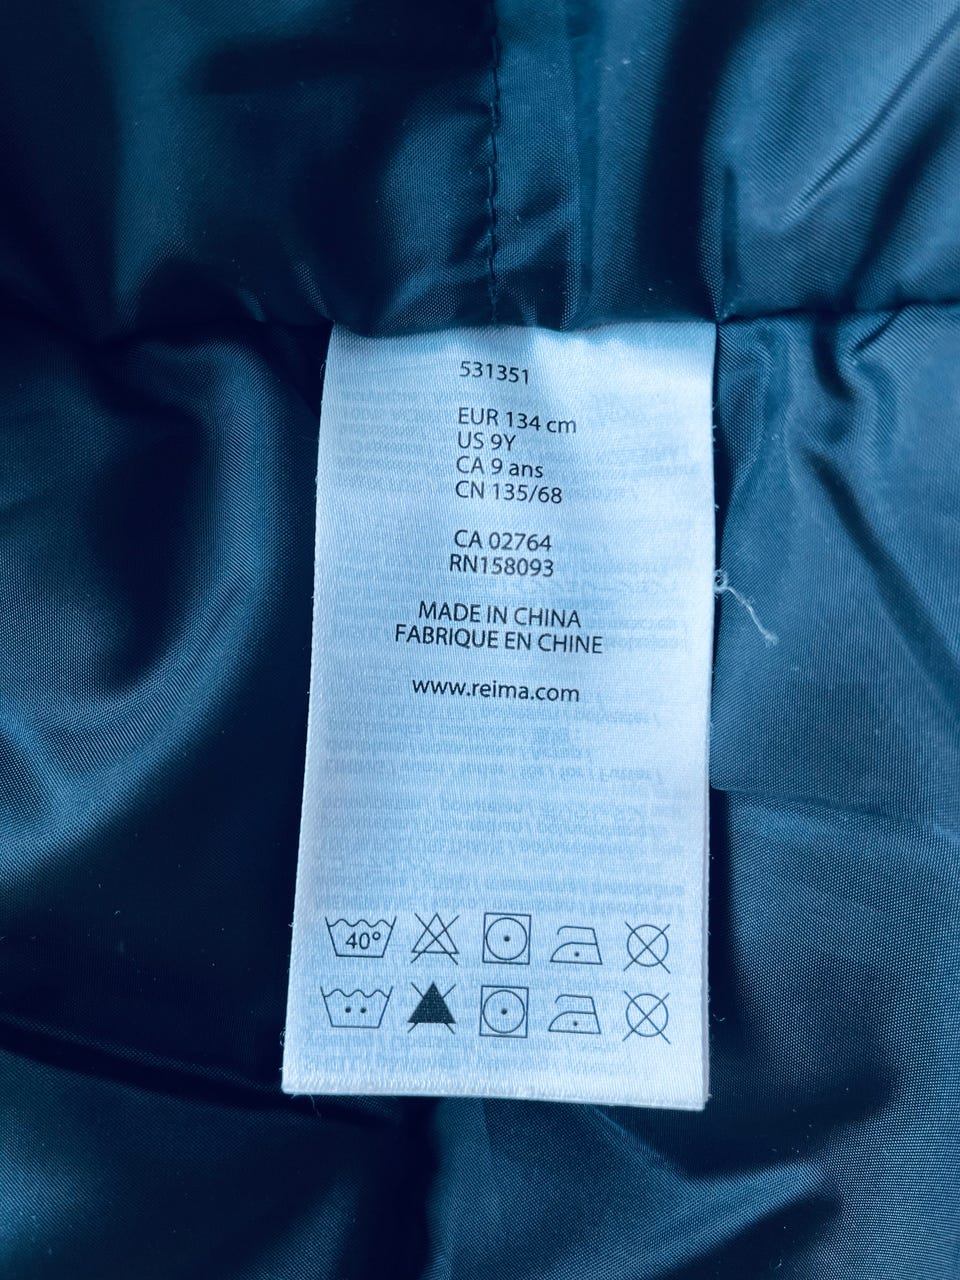 531351
EUR 134 cm
US 9Y
CA 9 ans
CN 135/68
CA 02764
RN158093
MADE IN CHINA
FABRIQUE EN CHINE
www.reima.com
40°